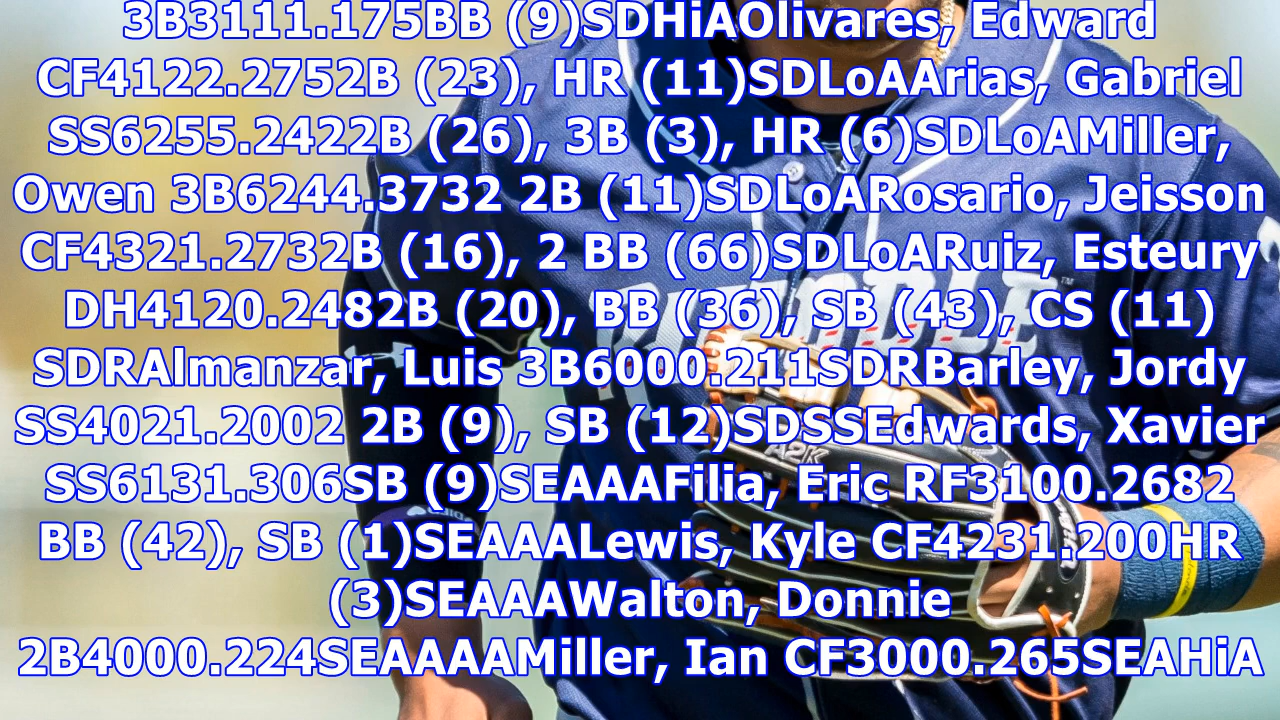 3B3111.175BB (9)SDHiAOlivares, Edward
CF4122.2752B (23), HR (11)SDLoAArias, Gabriel
SS6255.2422B (26), 3B (3), HR (6)SDLoAMiller,
Owen 3B6244.3732 2B (11)SDLoARosario, Jeisson
CF4321.2732B (16), 2 BB (66)SDLoARuiz, Esteury
DH4120.2482B (20), BB (36), SB (43), CS (11)
SDRAlmanzar, Luis 3B6000.211SDRBarley, Jordy
SS4021.2002 2B (9), SB (12)SDSSEdwards, Xavier
SS6131.306SB (9)SEAAAFilia, Eric RF3100.2682
BB (42), SB (1)SEAAALewis, Kyle CF4231.200HR
(3)SEAAAWalton, Donnie
2B4000.224SEAAAAMiller, Ian CF3000.265SEAHiA
A2K